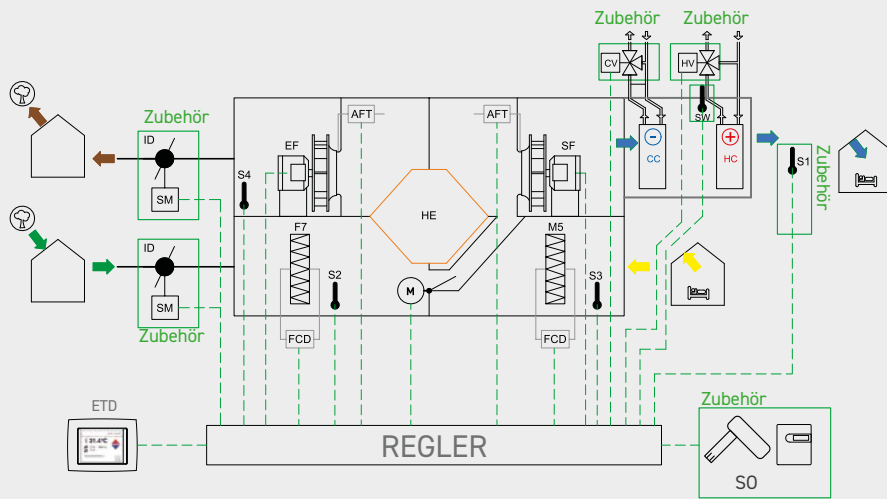 Zubehör
Zubehör
CV
HV
SW
Zubehör
ID
SM
AFT
AFT
EF
SF
CC
HC
S1
Zubehör
S4
HE
ID
SM
Zubehör
F7
M5
S2
M
S3
FCD
FCD
ETD
31.4°C
REGLER
Zubehör
SO